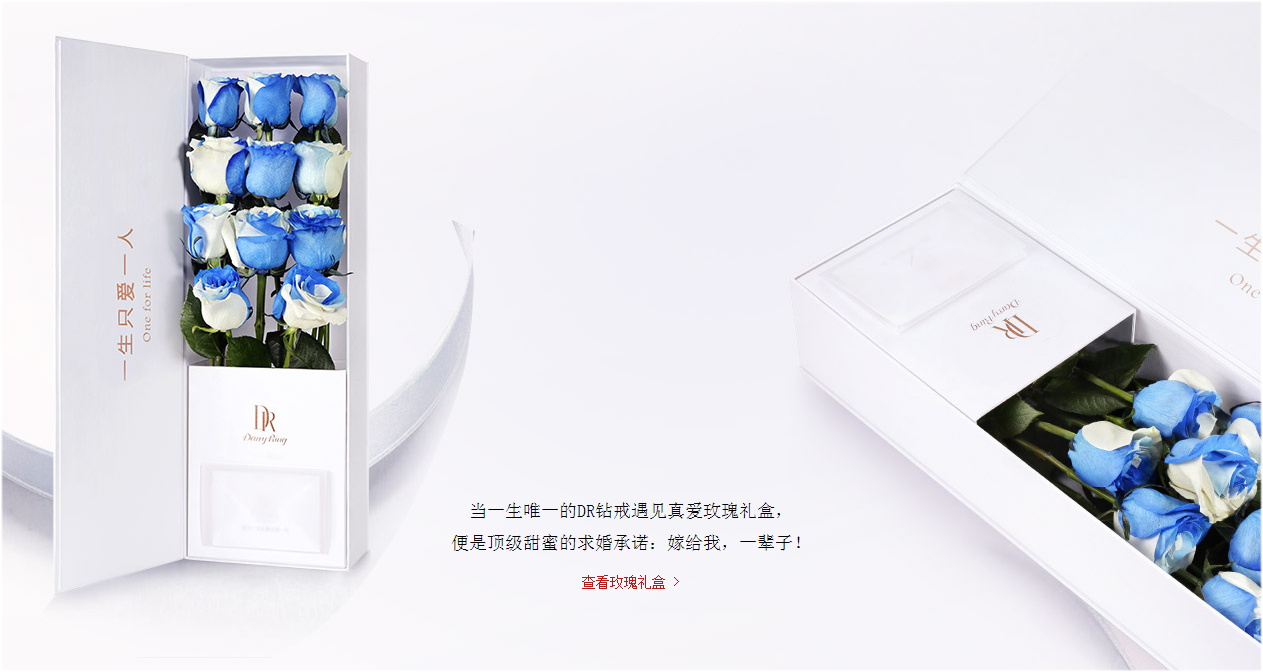 一生只爱一人
One for life
DR
Darry Ring
当一生唯一的DR钻戒遇见真爱玫瑰礼盒，
便是顶级甜蜜的求婚承诺：嫁给我，一辈子！
查看玫瑰礼盒 >
DR
Darry Ring
一生
One